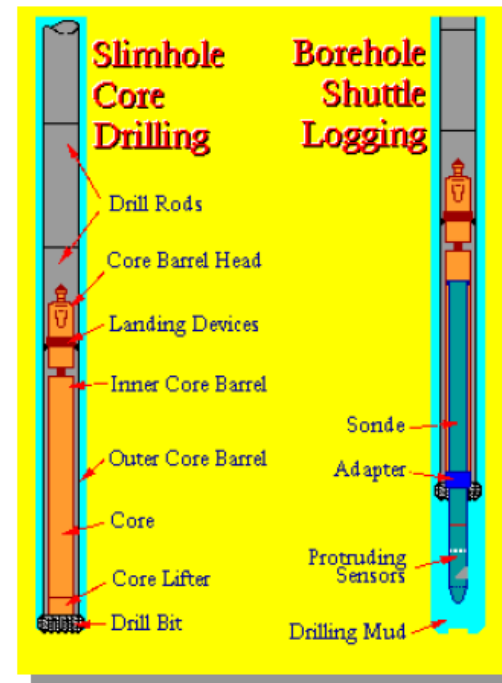 Slimhole
Core
Drilling
Borehole
Shuttle
Logging
Drill Rods
Core Barrel Head
Landing Devices
Inner Core Barrel
Outer Core Barrel
Core
Core Lifter
Drill Bit
Sonde
Adapter
Protruding
Sensors
Drilling Mud